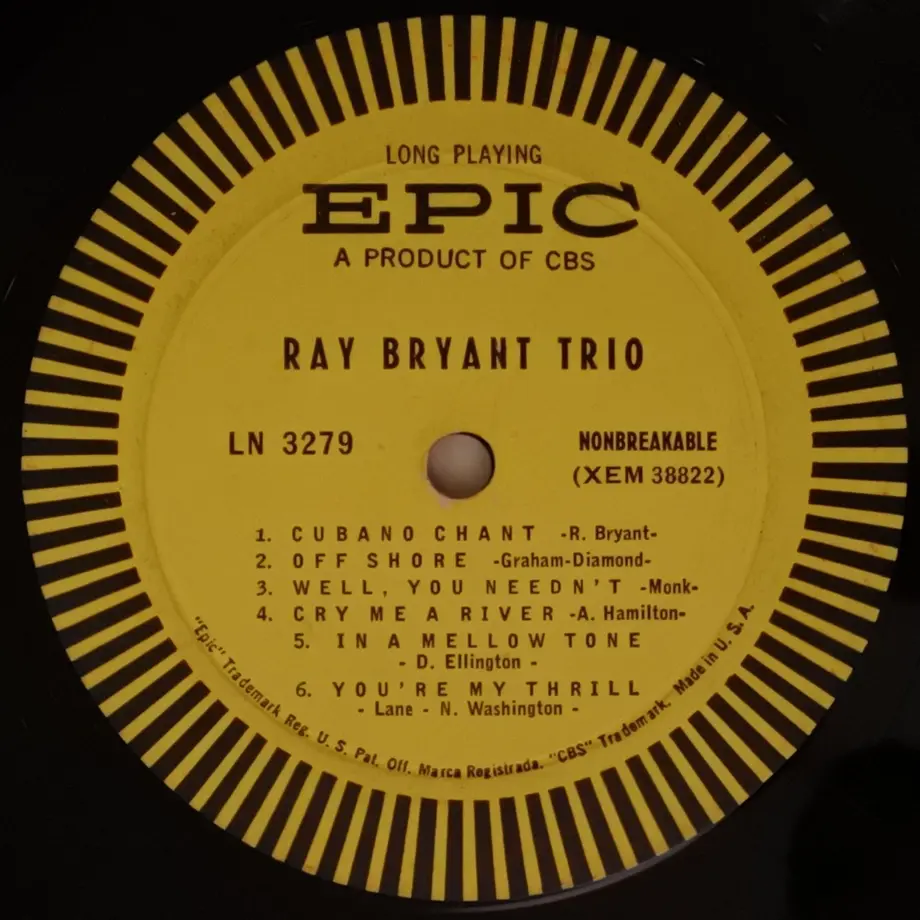 LONG PLAYING
EPIC
A PRODUCT OF CBS
RAY BRYANT TRIO
LN 3279
NONBREAKABLE
(XEM 38822)
1. CUBANO CHANT -R. Bryant-
2. OFF SHORE -Graham-Diamond-
3. WELL, YOU NEEDN'T -Monk-
4. CRY ME A RIVER -A. Hamilton-
5. IN A MELLOW TONE
- D. Ellington -
6. YOU'RE MY THRILL
- Lane - N. Washington -
"Epic" Trademark Reg. U. S. Pat. Off. Marca Registrada. "CBS" Trademark. Made in U. S. A.